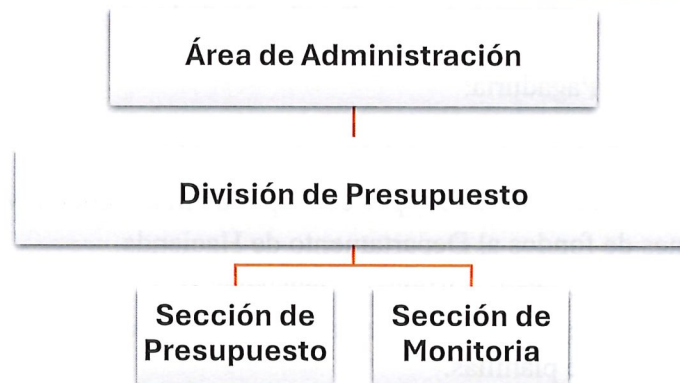 Área de Administración
División de Presupuesto
Sección de
Presupuesto
Sección de
Monitoria